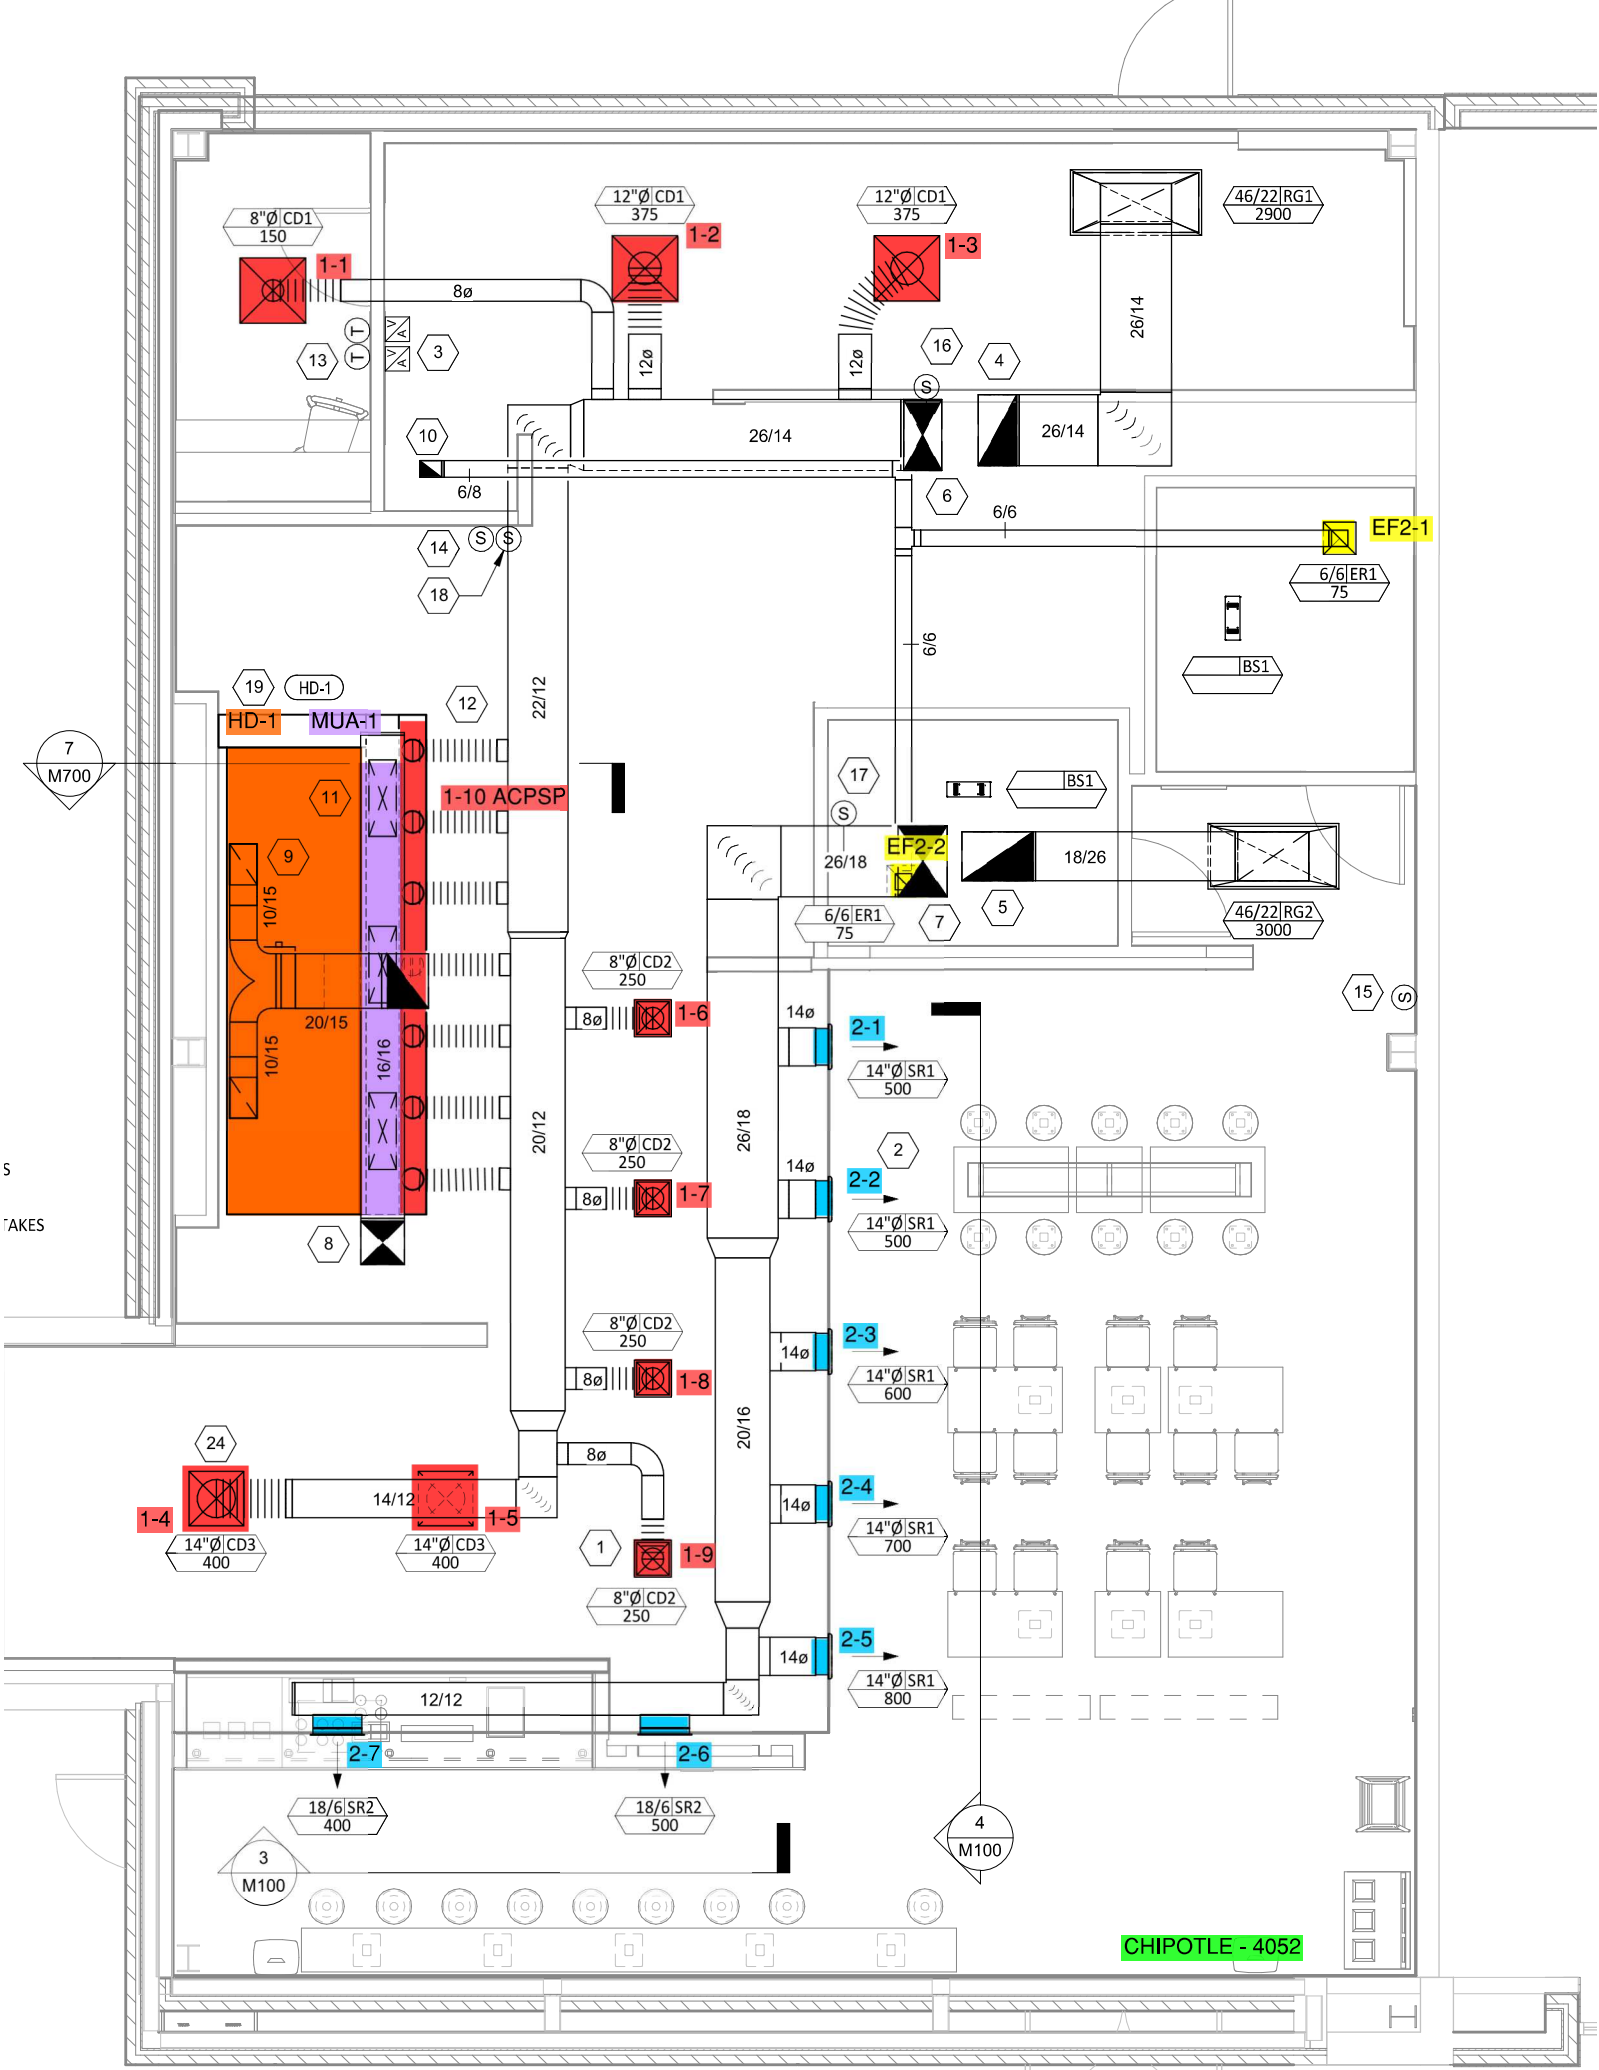 8"Ø CD1
150
1-1
12"Ø CD1
375
1-2
12"Ø CD1
375
1-3
46/22 RG1
2900
8ø
12ø
12ø
26/14
13
T
T
V
A
V
A
3
16
S
4
10
26/14
26/14
6/8
6
6/6
EF2-1
6/6 ER1
75
14
S
S
18
6/6
BS1
19
HD-1
12
22/12
HD-1
MUA-1
7
M700
11
1-10 ACPSP
17
S
BS1
9
EF2-2
26/18
18/26
10/15
6/6 ER1
75
7
5
46/22 RG2
3000
8"Ø CD2
250
15
S
20/15
8ø
1-6
14ø
2-1
14"Ø SR1
500
10/15
16/16
20/12
26/18
8"Ø CD2
250
2
14ø
2-2
8ø
1-7
14"Ø SR1
500
S
TAKES
8
8"Ø CD2
250
2-3
14ø
14"Ø SR1
600
8ø
1-8
20/16
24
8ø
2-4
14/12
14ø
1-4
1-5
14"Ø SR1
700
14"Ø CD3
400
14"Ø CD3
400
1
1-9
8"Ø CD2
250
2-5
14ø
14"Ø SR1
800
12/12
2-7
2-6
18/6 SR2
400
18/6 SR2
500
4
M100
3
M100
CHIPOTLE - 4052